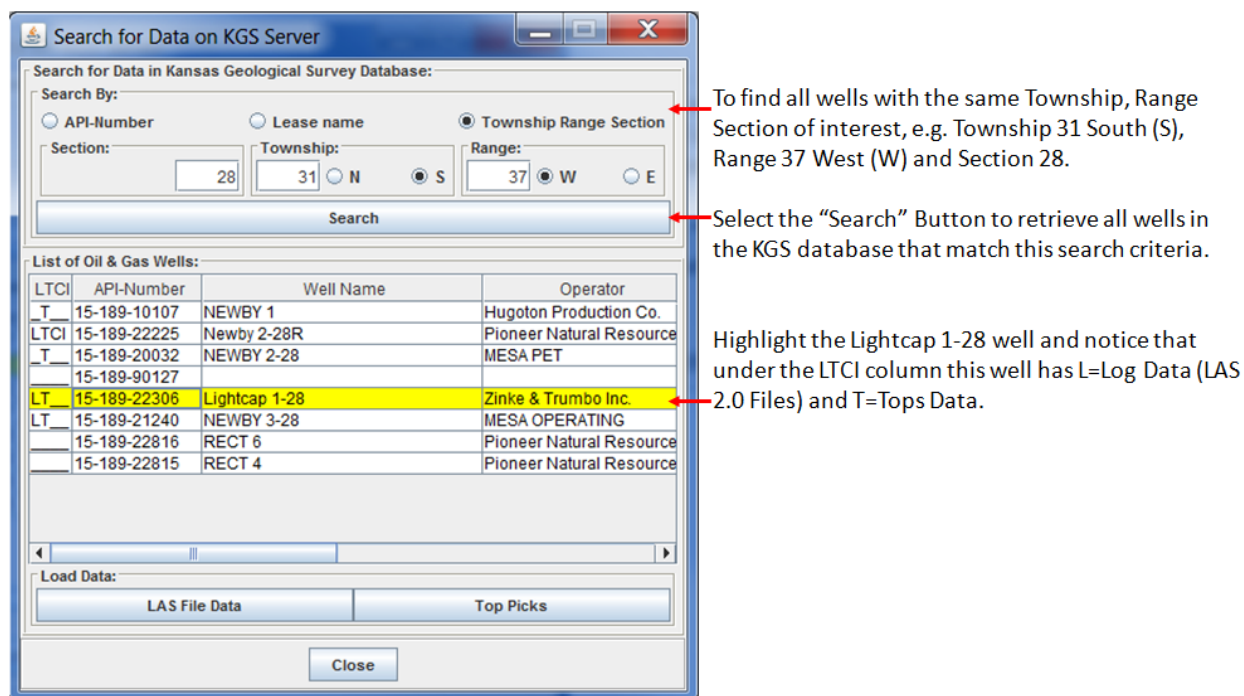 Search for Data on KGS Server
Search for Data in Kansas Geological Survey Database:
Search By:
API-Number Lease name Township Range Section
Section: Township: Range:
28 31 N S 37 W E
Search
List of Oil & Gas Wells:
LTCI API-Number Well Name Operator
_T__ 15-189-10107 NEWBY 1 Hugoton Production Co.
LTCI 15-189-22225 Newby 2-28R Pioneer Natural Resource
_T__ 15-189-20032 NEWBY 2-28 MESA PET
____ 15-189-90127
LT__ 15-189-22306 Lightcap 1-28 Zinke & Trumbo Inc.
LT__ 15-189-21240 NEWBY 3-28 MESA OPERATING
____ 15-189-22816 RECT 6 Pioneer Natural Resource
____ 15-189-22815 RECT 4 Pioneer Natural Resource
Load Data:
LAS File Data Top Picks
Close
To find all wells with the same Township, Range
Section of interest, e.g. Township 31 South (S),
Range 37 West (W) and Section 28.
Select the “Search” Button to retrieve all wells in
the KGS database that match this search criteria.
Highlight the Lightcap 1-28 well and notice that
under the LTCI column this well has L=Log Data (LAS
2.0 Files) and T=Tops Data.